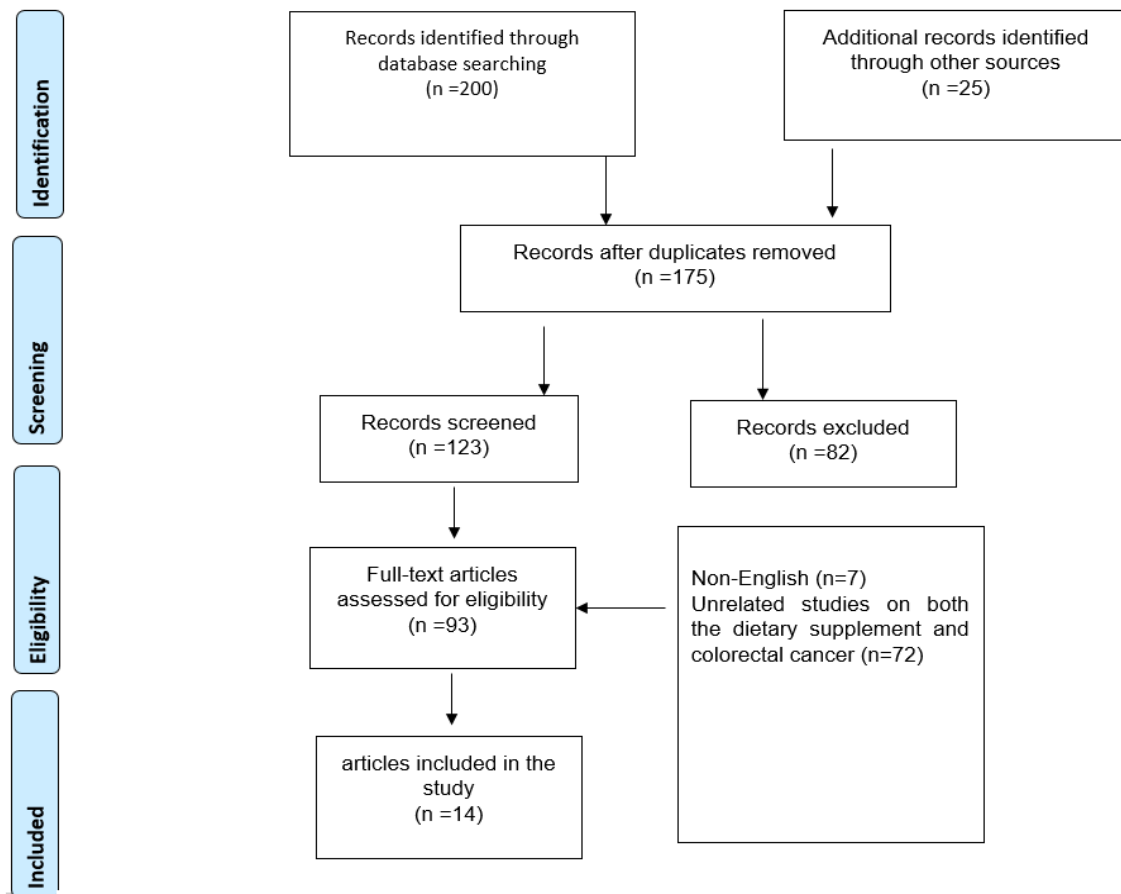 Identification
Records identified through
database searching
(n =200)
Additional records identified
through other sources
(n =25)
Screening
Records after duplicates removed
(n =175)
Records screened
(n =123)
Records excluded
(n =82)
Eligibility
Full-text articles
assessed for eligibility
(n =93)
Non-English (n=7)
Unrelated studies on both
the dietary supplement and
colorectal cancer (n=72)
Included
articles included in the
study
(n =14)